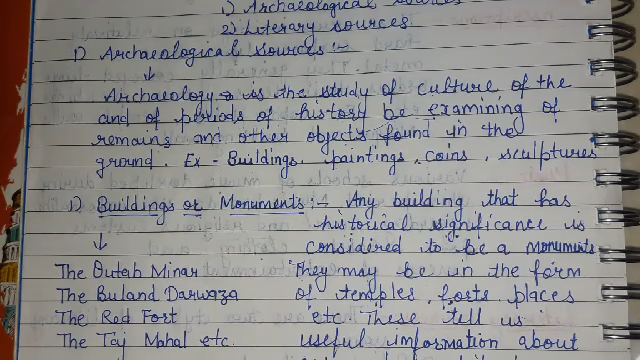 1) Archaeological sources
2) Literary sources
1) Archaeological sources :-
Archaeology is the study of culture of the
and of periods of history be examining of
remains and other objects found in the
ground. Ex - Buildings, paintings, coins, sculptures
1) Buildings or Monuments :- Any building that has
historical significance is
considired to be a monuments
The Qutab Minar They may be in the form
The Buland Darwaza of temples, forts, places
The Red Fort etc. These tell us
The Taj Mahal etc. useful information about